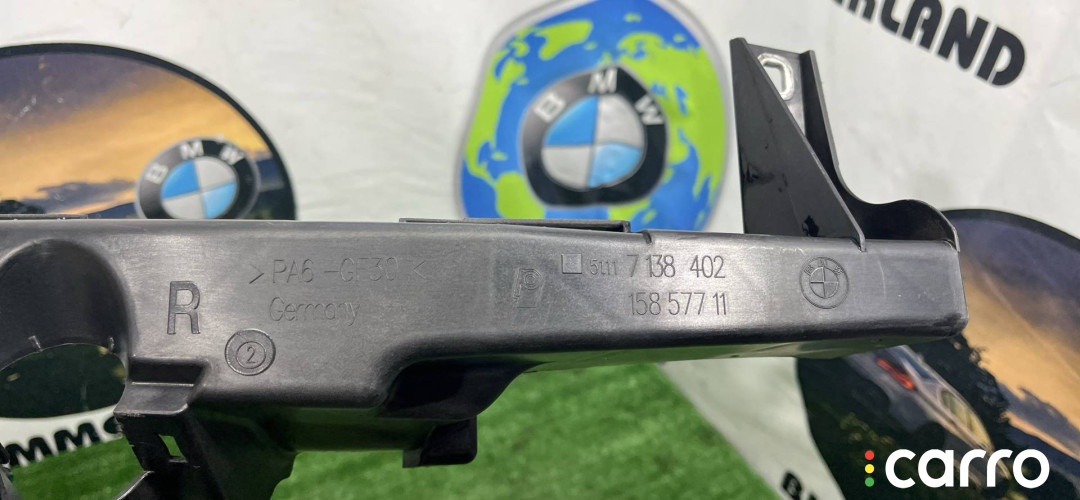 BMW
BMW
>PA6-GF30<
Germany
R
2
5111 7 138 402
158 577 11
BMW
carro